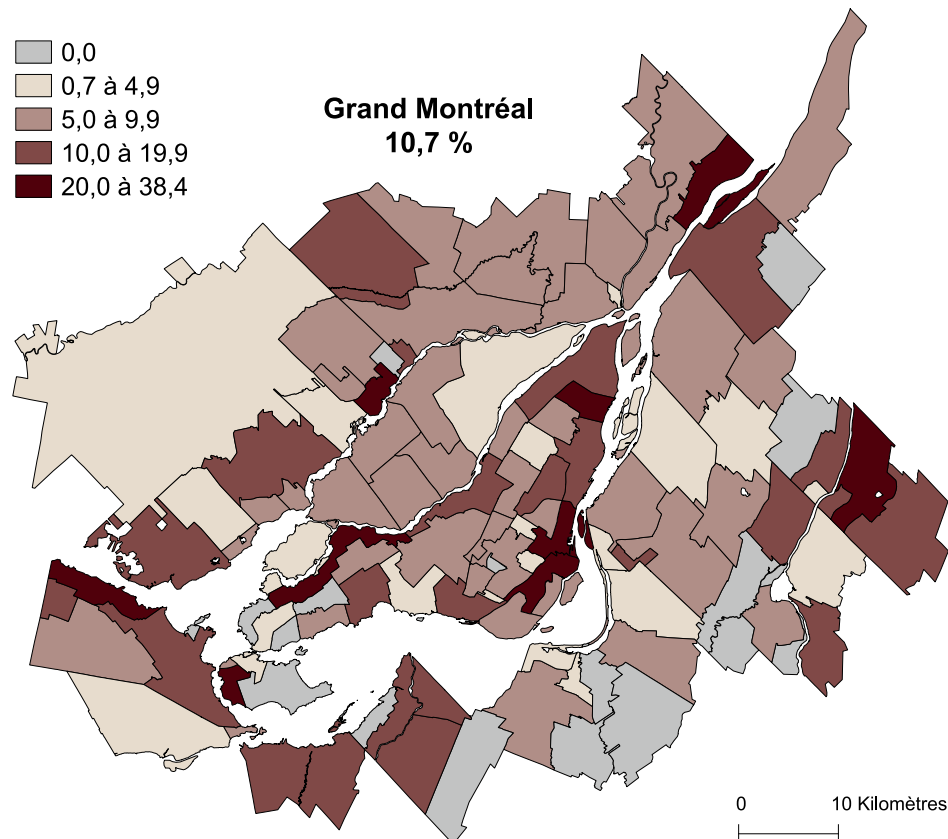 0,0
0,7 à 4,9
5,0 à 9,9
10,0 à 19,9
20,0 à 38,4
Grand Montréal
10,7 %
0 10 Kilomètres